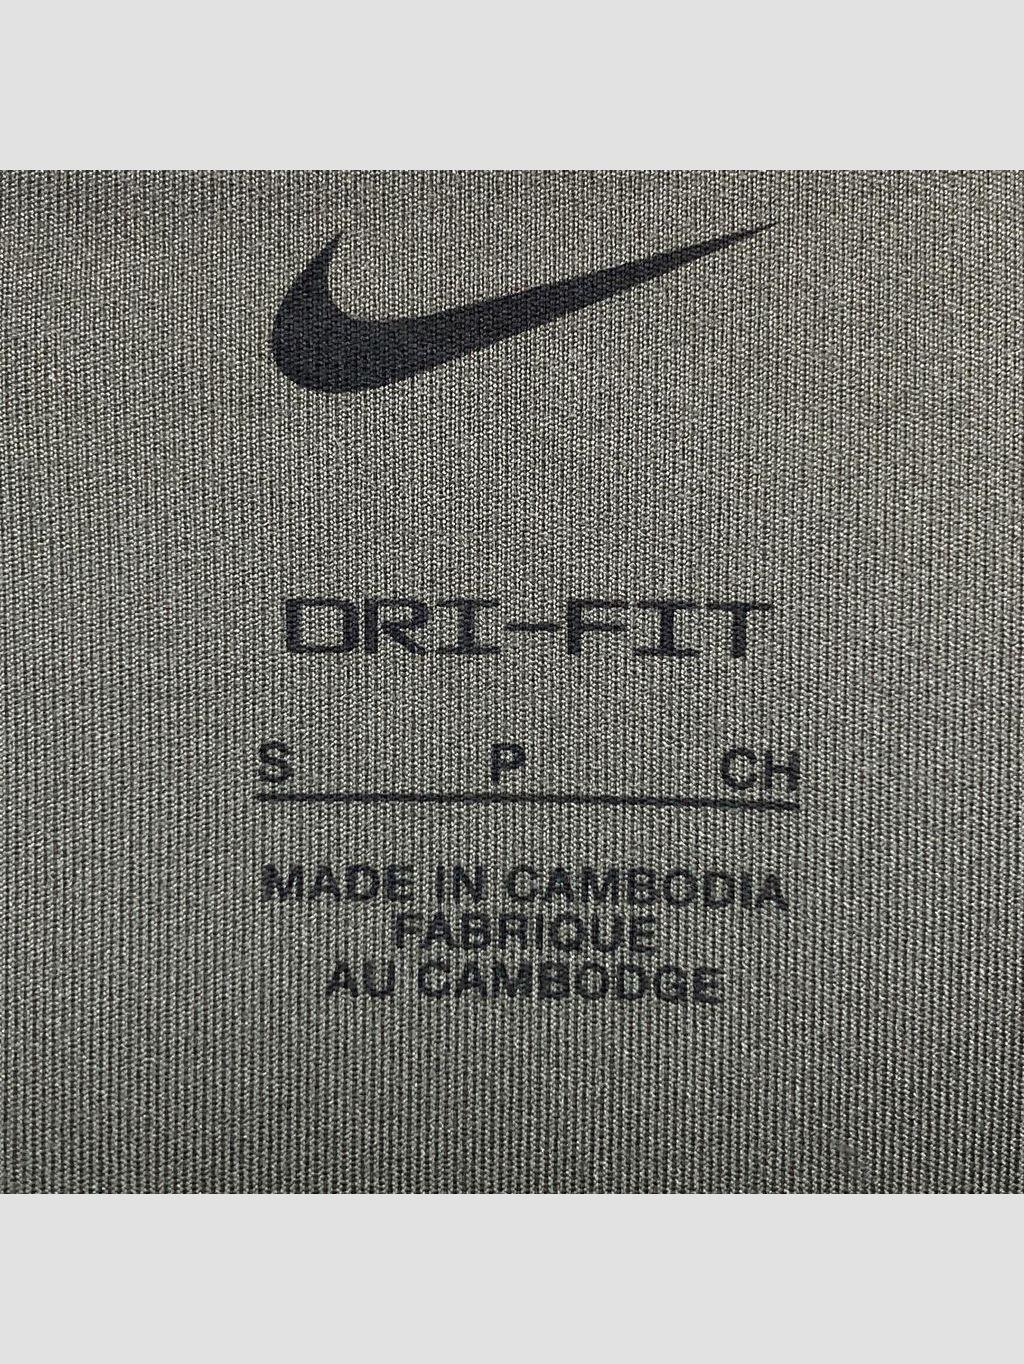 DRI-FIT
S P CH
MADE IN CAMBODIA
FABRIQUE
AU CAMBODGE